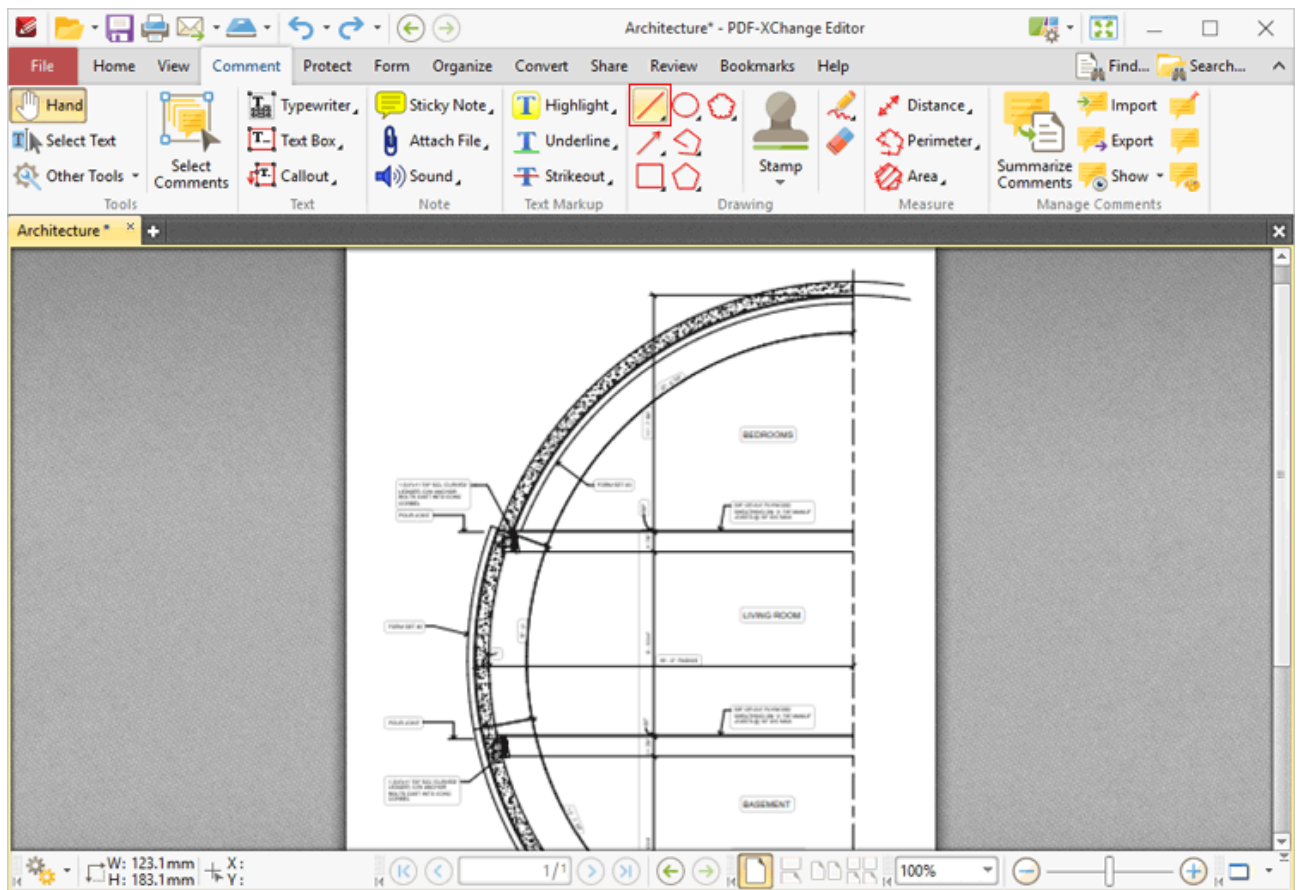 Architecture* - PDF-XChange Editor
File Home View Comment Protect Form Organize Convert Share Review Bookmarks Help Find... Search...
Hand Typewriter Sticky Note Highlight Distance Import
Select Text Text Box Attach File Underline Perimeter Export
Other Tools Select Comments Callout Sound Strikeout Stamp Area Summarize Comments Show
Tools Text Note Text Markup Drawing Measure Manage Comments
Architecture *
BEDROOMS
LIVING ROOM
BASEMENT
W: 123.1mm X:
H: 183.1mm Y:
1/1
100%